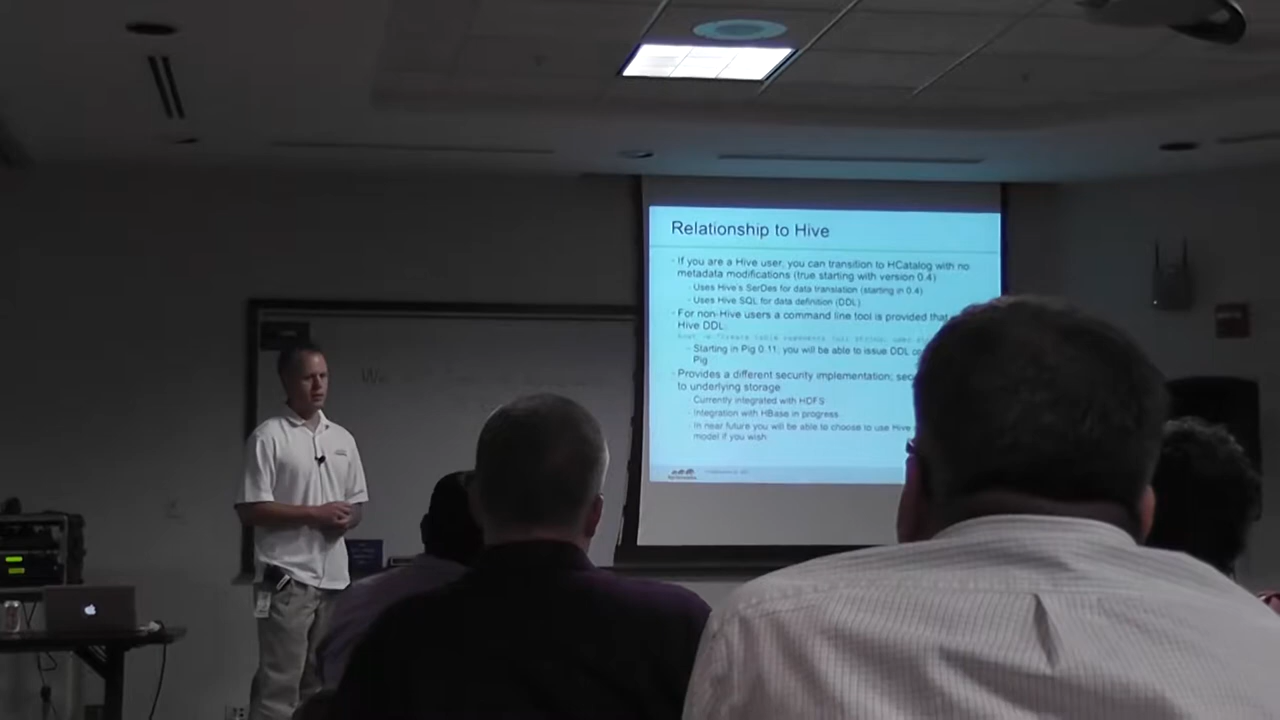 Relationship to Hive
If you are a Hive user, you can transition to HCatalog with no
metadata modifications (true starting with version 0.4)
Uses Hive's SerDes for data translation (starting in 0.4)
Uses Hive SQL for data definition (DDL)
For non-Hive users a command line tool is provided that
Hive DDL:
Starting in Pig 0.11, you will be able to issue DDL
Pig
Provides a different security implementation;
to underlying storage
Currently integrated with HDFS
Integration with HBase in progress
In near future you will be able to choose to use Hive
model if you wish